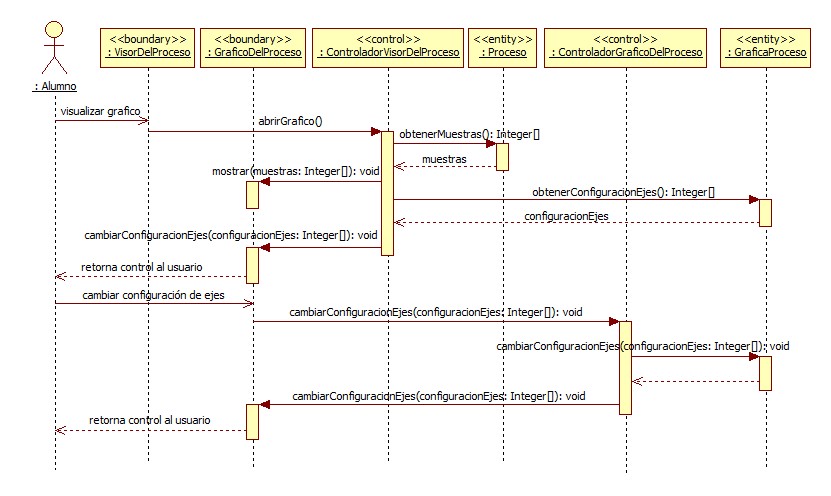 <<boundary>>
: VisorDelProceso
<<boundary>>
: GraficoDelProceso
<<control>>
: ControladorVisorDelProceso
<<entity>>
: Proceso
<<control>>
: ControladorGraficoDelProceso
<<entity>>
: GraficaProceso
: Alumno
visualizar grafico
abrirGrafico()
obtenerMuestras(): Integer[]
muestras
mostrar(muestras: Integer[]): void
obtenerConfiguracionEjes(): Integer[]
configuracionEjes
cambiarConfiguracionEjes(configuracionEjes: Integer[]): void
retorna control al usuario
cambiar configuración de ejes
cambiarConfiguracionEjes(configuracionEjes: Integer[]): void
cambiarConfiguracionEjes(configuracionEjes: Integer[]): void
cambiarConfiguracionEjes(configuracionEjes: Integer[]): void
retorna control al usuario